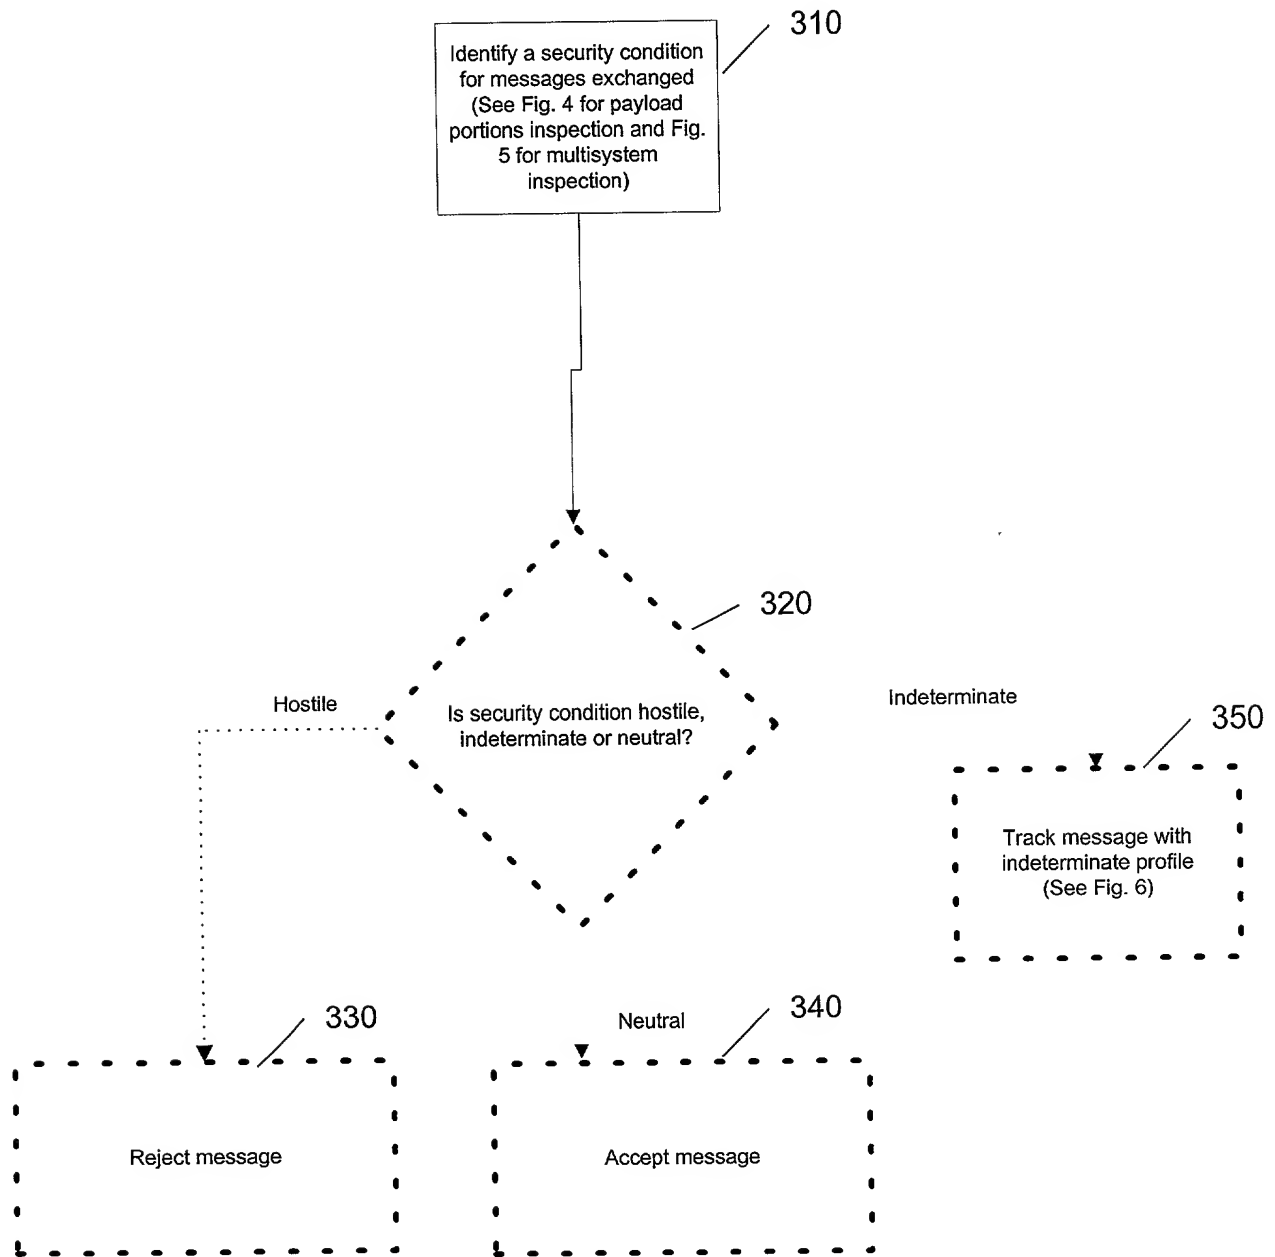 310
Identify a security condition
for messages exchanged
(See Fig. 4 for payload
portions inspection and Fig.
5 for multisystem
inspection)
320
Hostile
Is security condition hostile,
indeterminate or neutral?
Indeterminate
350
Track message with
indeterminate profile
(See Fig. 6)
330
Neutral
340
Reject message
Accept message